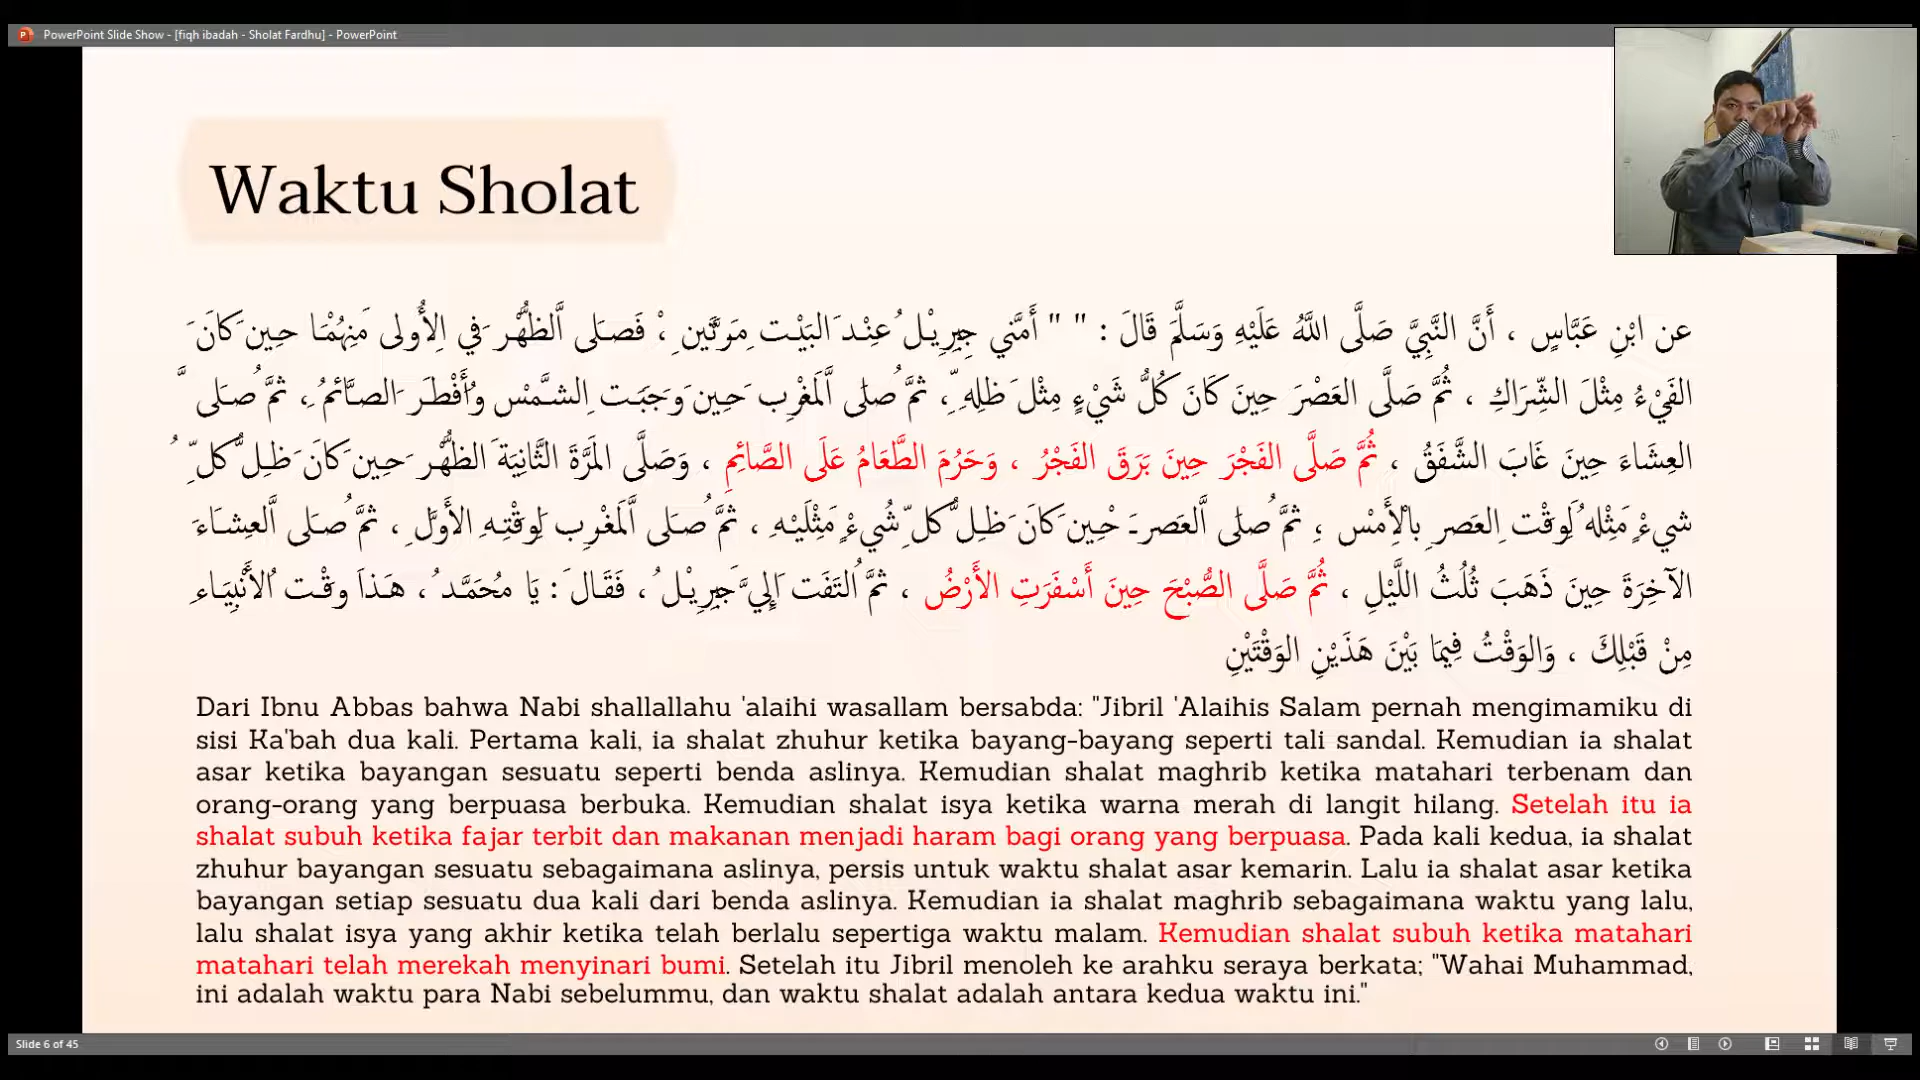 PowerPoint Slide Show - [fiqh ibadah - Sholat Fardhu] - PowerPoint
Waktu Sholat
عن ابْنِ عَبَّاسٍ ، أَنَّ النَّبِيَّ صَلَّى اللَّهُ عَلَيْهِ وَسَلَّمَ قَالَ : " " أَمَّنِي جِبْرِيْلُ عِنْدَ البَيْتِ مَرَّتَيْنِ ، فَصَلَّى الظُّهْرَ فِي الأُولَى مِنْهُمَا حِينَ كَانَ
الفَيْءُ مِثْلَ الشِّرَاكِ ، ثُمَّ صَلَّى العَصْرَ حِينَ كَانَ كُلُّ شَيْءٍ مِثْلَ ظِلِّهِ ، ثُمَّ صَلَّى المَغْرِبَ حِينَ وَجَبَتِ الشَّمْسُ وَأَفْطَرَ الصَّائِمُ ، ثُمَّ صَلَّى
العِشَاءَ حِينَ غَابَ الشَّفَقُ ، ثُمَّ صَلَّى الفَجْرَ حِينَ بَرَقَ الفَجْرُ ، وَحَرُمَ الطَّعَامُ عَلَى الصَّائِمِ ، وَصَلَّى المَرَّةَ الثَّانِيَةَ الظُّهْرَ حِينَ كَانَ ظِلُّ كُلِّ
شَيْءٍ مِثْلَهُ لِوَقْتِ العَصْرِ بِالأَمْسِ ، ثُمَّ صَلَّى العَصْرَ حِينَ كَانَ ظِلُّ كُلِّ شَيْءٍ مِثْلَيْهِ ، ثُمَّ صَلَّى المَغْرِبَ لِوَقْتِهِ الأَوَّلِ ، ثُمَّ صَلَّى العِشَاءَ
الآخِرَةَ حِينَ ذَهَبَ ثُلُثُ اللَّيْلِ ، ثُمَّ صَلَّى الصُّبْحَ حِينَ أَسْفَرَتِ الأَرْضُ ، ثُمَّ التَفَتَ إِلَيَّ جِبْرِيْلُ ، فَقَالَ : يَا مُحَمَّدُ ، هَذَا وَقْتُ الأَنْبِيَاءِ
مِنْ قَبْلِكَ ، وَالوَقْتُ فِيمَا بَيْنَ هَذَيْنِ الوَقْتَيْنِ
Dari Ibnu Abbas bahwa Nabi shallallahu 'alaihi wasallam bersabda: "Jibril 'Alaihis Salam pernah mengimamiku di
sisi Ka'bah dua kali. Pertama kali, ia shalat zhuhur ketika bayang-bayang seperti tali sandal. Kemudian ia shalat
asar ketika bayangan sesuatu seperti benda aslinya. Kemudian shalat maghrib ketika matahari terbenam dan
orang-orang yang berpuasa berbuka. Kemudian shalat isya ketika warna merah di langit hilang. Setelah itu ia
shalat subuh ketika fajar terbit dan makanan menjadi haram bagi orang yang berpuasa. Pada kali kedua, ia shalat
zhuhur bayangan sesuatu sebagaimana aslinya, persis untuk waktu shalat asar kemarin. Lalu ia shalat asar ketika
bayangan setiap sesuatu dua kali dari benda aslinya. Kemudian ia shalat maghrib sebagaimana waktu yang lalu,
lalu shalat isya yang akhir ketika telah berlalu sepertiga waktu malam. Kemudian shalat subuh ketika matahari
matahari telah merekah menyinari bumi. Setelah itu Jibril menoleh ke arahku seraya berkata; "Wahai Muhammad,
ini adalah waktu para Nabi sebelummu, dan waktu shalat adalah antara kedua waktu ini."
Slide 6 of 45